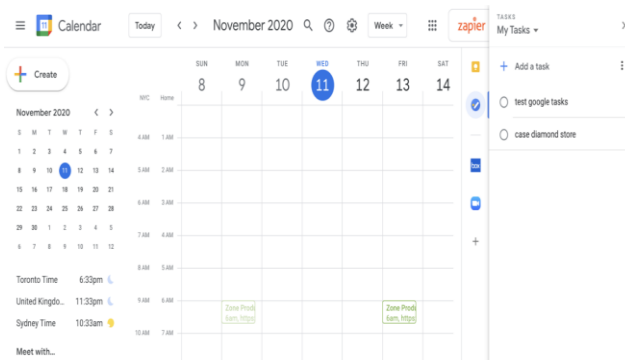 Calendar
Today
November 2020
Week
zapier
TASKS
My Tasks
Create
Add a task
test google tasks
case diamond store
SUN MON TUE WED THU FRI SAT
8 9 10 11 12 13 14
NYC Home
November 2020
S M T W T F S
1 2 3 4 5 6 7
8 9 10 11 12 13 14
15 16 17 18 19 20 21
22 23 24 25 26 27 28
29 30 1 2 3 4 5
6 7 8 9 10 11 12
4 AM 1 AM
5 AM 2 AM
6 AM 3 AM
7 AM 4 AM
8 AM 5 AM
9 AM 6 AM
10 AM 7 AM
Zone Prod
6am, https
Zone Prod
6am, https
Toronto Time 6:33pm
United Kingdo... 11:33pm
Sydney Time 10:33am
Meet with...
box